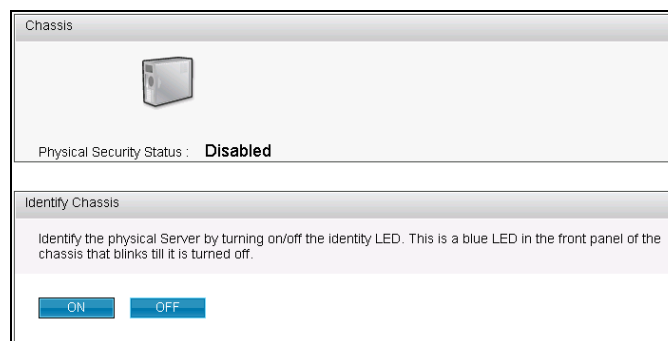 Chassis
Physical Security Status : Disabled
Identify Chassis
Identify the physical Server by turning on/off the identity LED. This is a blue LED in the front panel of the
chassis that blinks till it is turned off.
ON OFF